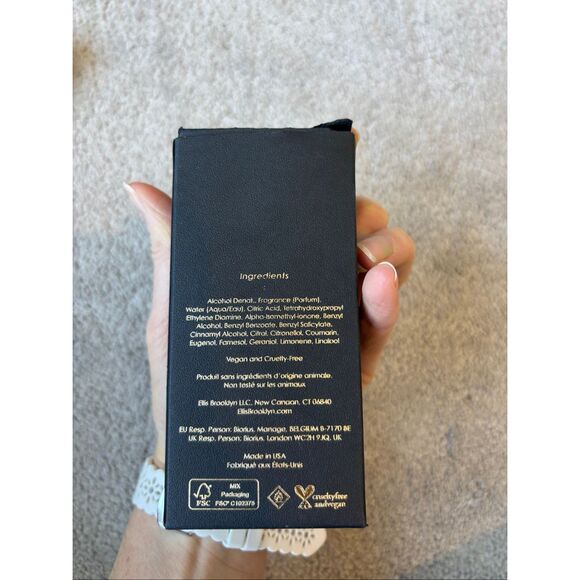 Ingredients
:
Alcohol Denat., Fragrance (Parfum),
Water (Aqua/Eau), Citric Acid, Tetrahydroxypropyl
Ethylene Diamine, Alpha-Isomethyl-Ionone, Benzyl
Alcohol, Benzyl Benzoate, Benzyl Salicylate,
Cinnamyl Alcohol, Citral, Citronellol, Coumarin,
Eugenol, Farnesol, Geraniol, Limonene, Linalool
Vegan and Cruelty-Free
Produit sans ingrédients d'origine animale.
Non testé sur les animaux
Ellis Brooklyn LLC, New Canaan, CT 06840
EllisBrooklyn.com
EU Resp. Person: Biorius, Manage, BELGIUM B-7170 BE
UK Resp. Person: Biorius, London WC2H 9JQ, UK
Made in USA
Fabriqué aux États-Unis
FSC
MIX
Packaging
FSC® C102375
crueltyfree
andvegan